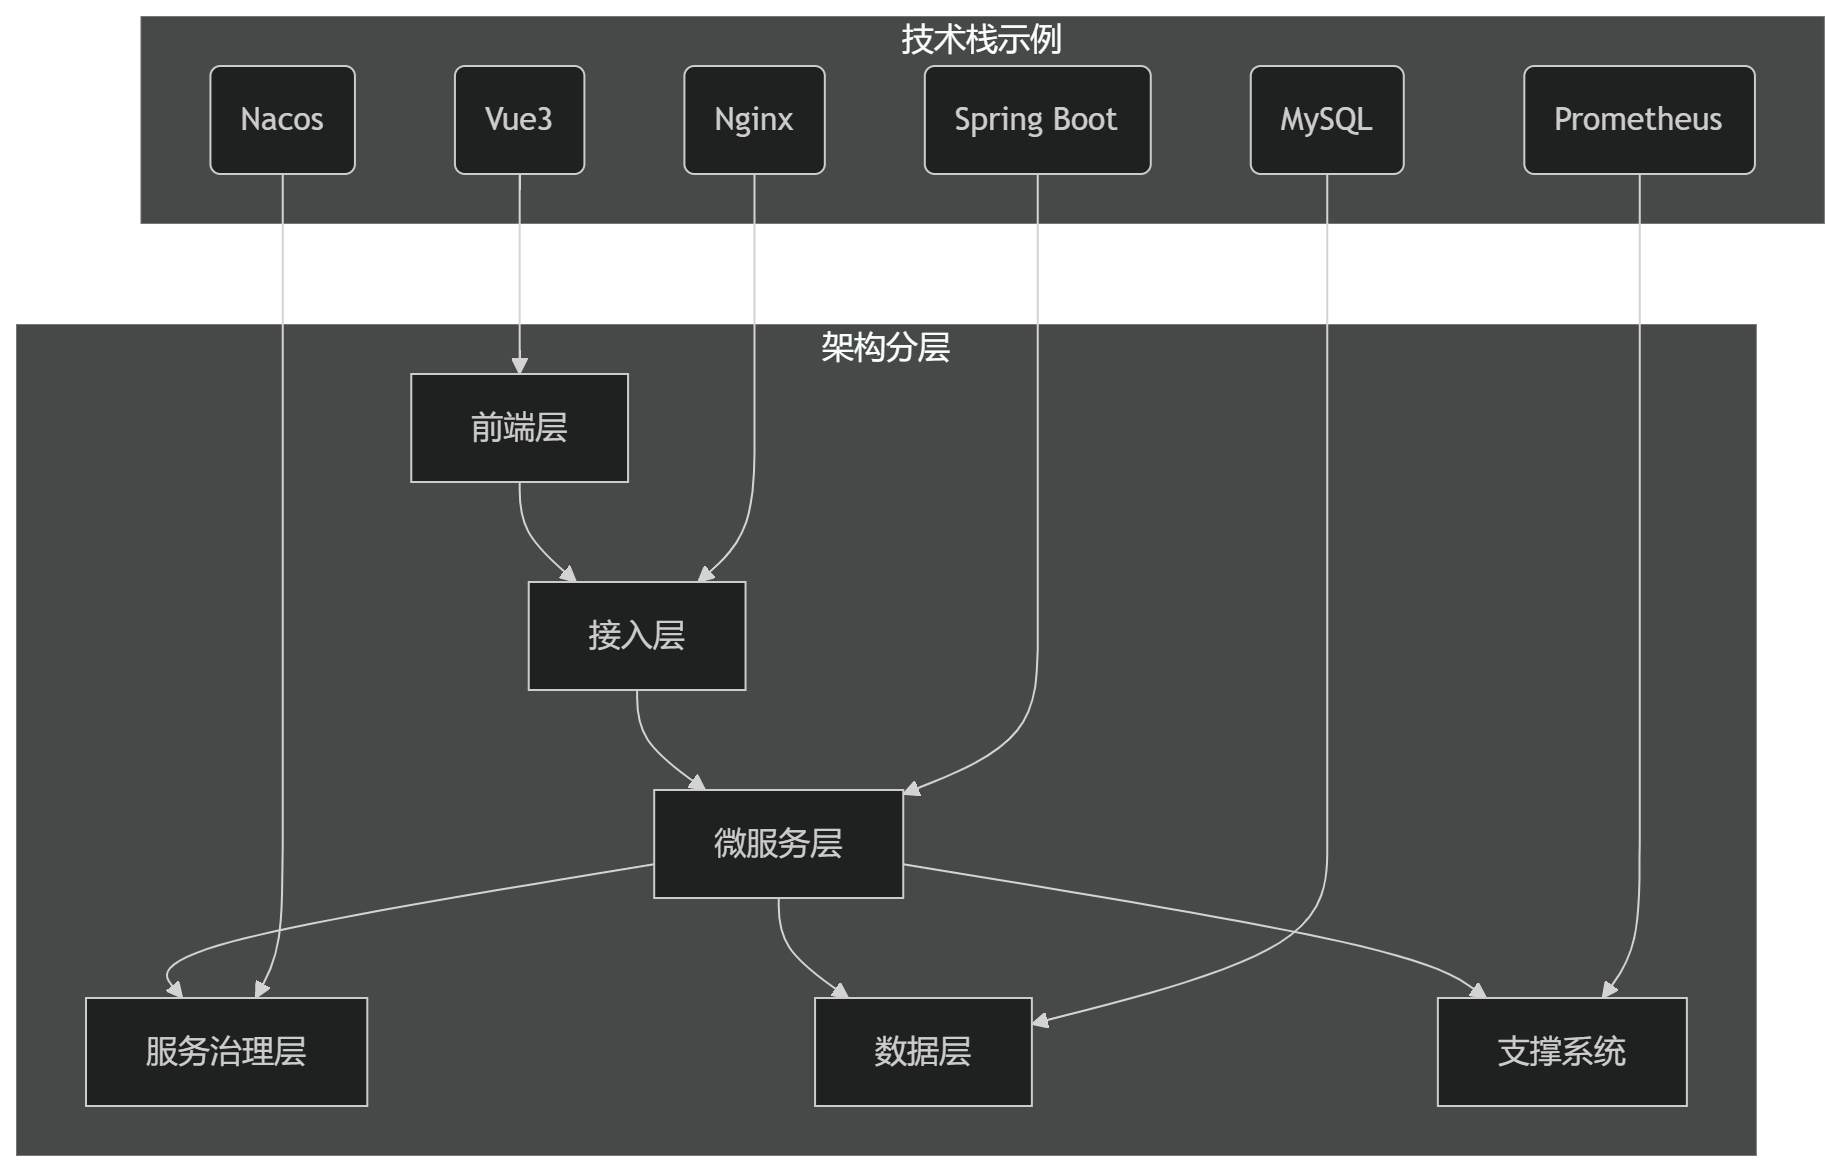 技术栈示例
Nacos
Vue3
Nginx
Spring Boot
MySQL
Prometheus
架构分层
前端层
接入层
微服务层
服务治理层
数据层
支撑系统